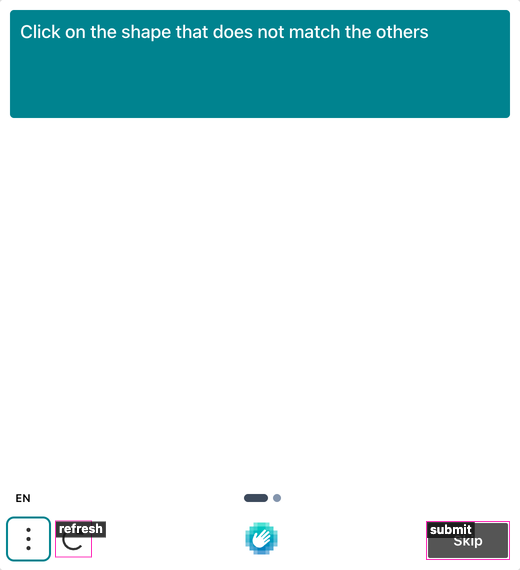 Click on the shape that does not match the others
EN
refresh
submit
Skip